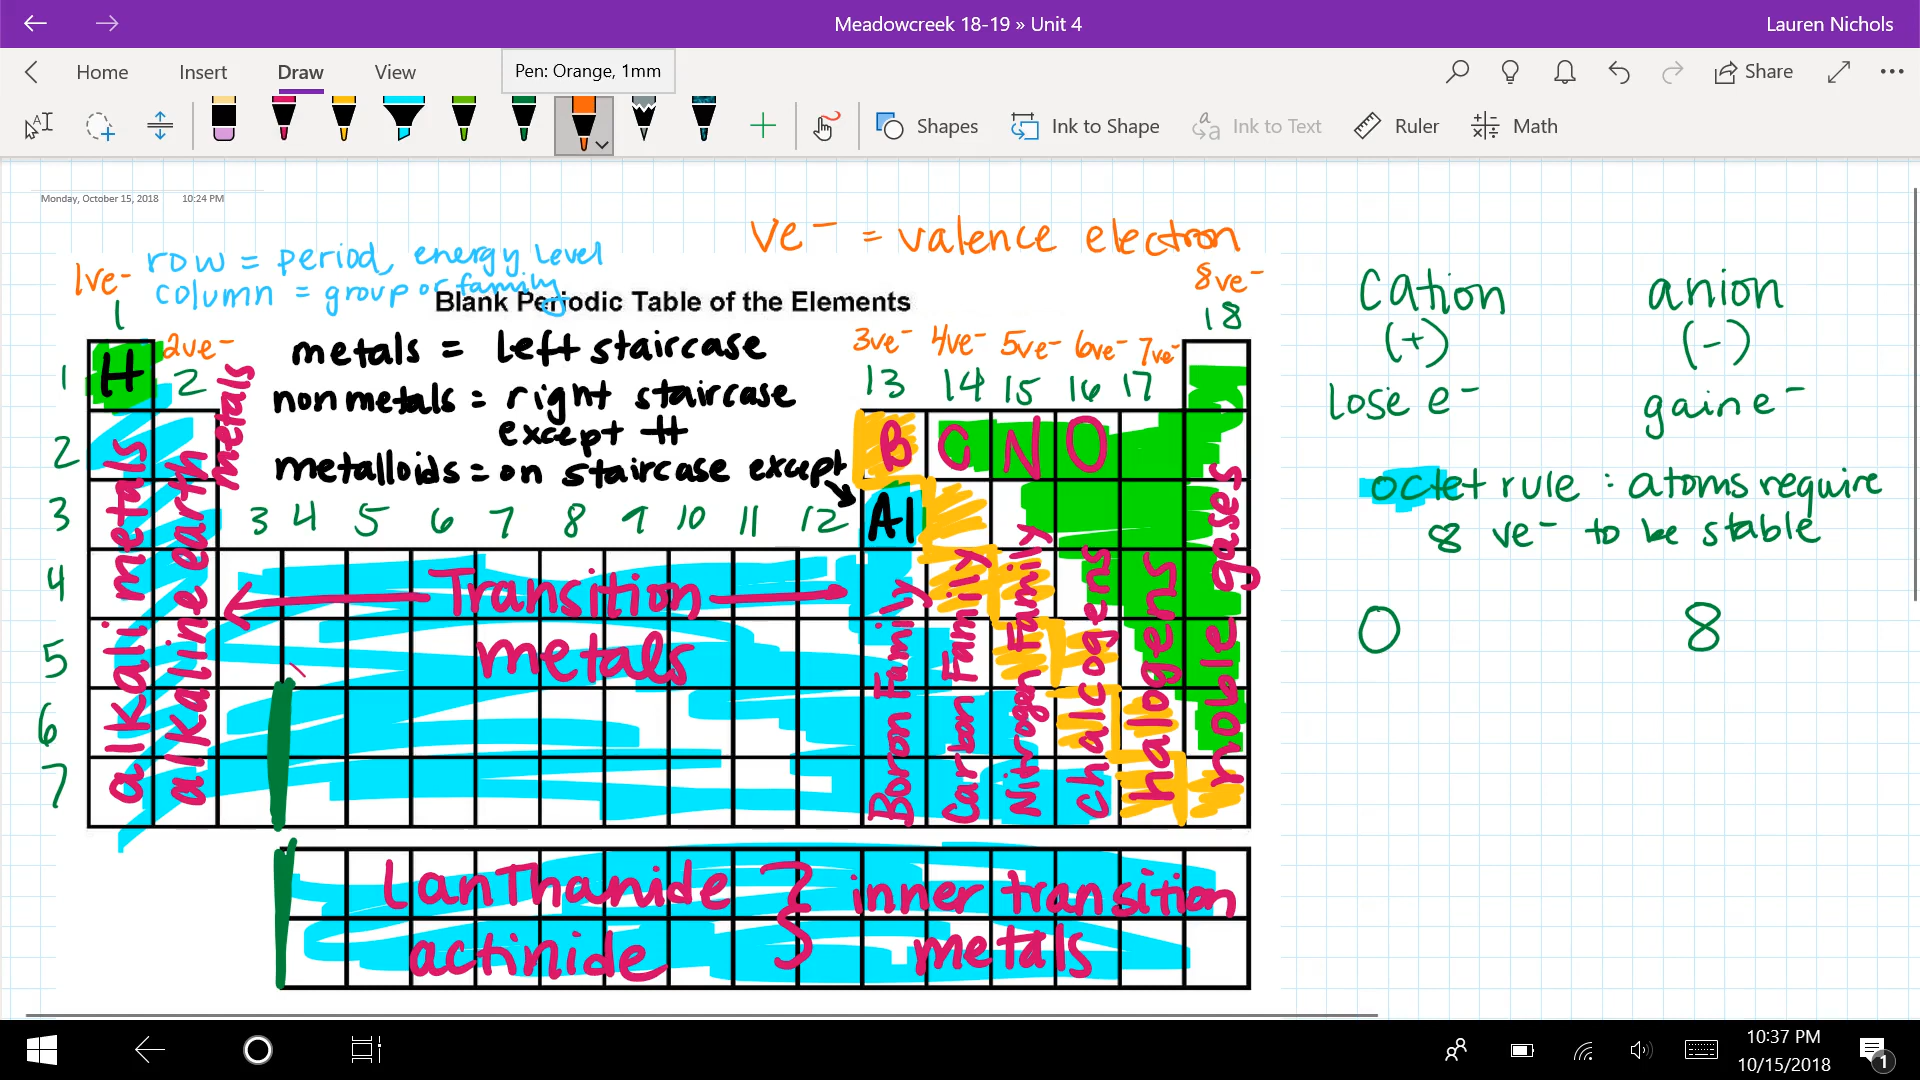 Meadowcreek 18-19 » Unit 4
Lauren Nichols
Home Insert Draw View
Pen: Orange, 1mm
Share
Shapes Ink to Shape Ink to Text Ruler Math
Monday, October 15, 2018 10:24 PM
ve⁻ = valence electron
row = period, energy level
column = group or family
Blank Periodic Table of the Elements
1ve⁻
1
2ve⁻
2
3ve⁻ 4ve⁻ 5ve⁻ 6ve⁻ 7ve⁻
13 14 15 16 17
8ve⁻
18
metals = left staircase
nonmetals = right staircase
except H
metalloids = on staircase except
1
2
3
4
5
6
7
3 4 5 6 7 8 9 10 11 12
H
B C N O
Al
alkali metals
alkaline earth
metals
Transition
metals
Boron Family
Carbon Family
Nitrogen Family
chalcogens
halogens
noble gases
Lanthanide } inner transition
actinide metals
cation anion
(+) (-)
lose e⁻ gain e⁻
octet rule : atoms require
8 ve⁻ to be stable
0 8
10:37 PM
10/15/2018
1